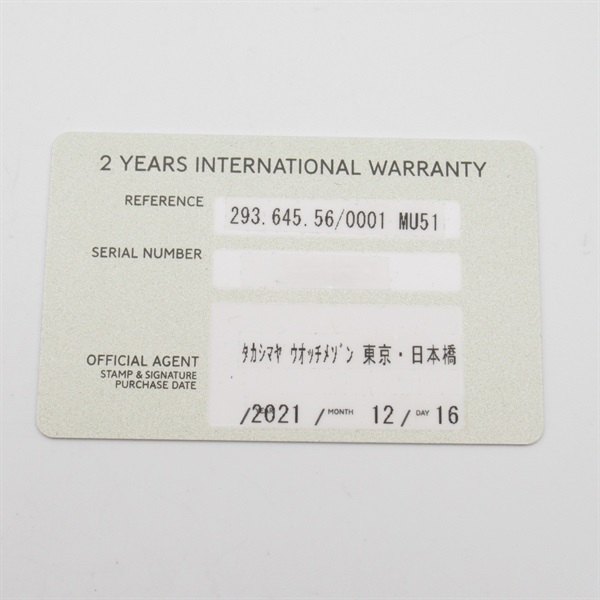 2 YEARS INTERNATIONAL WARRANTY
REFERENCE 293.645.56/0001 MU51
SERIAL NUMBER
OFFICIAL AGENT ﾀｶｼﾏﾔ ｳｵｯﾁﾒｿﾞﾝ 東京・日本橋
STAMP & SIGNATURE
PURCHASE DATE
/2021 / MONTH 12 / DAY 16